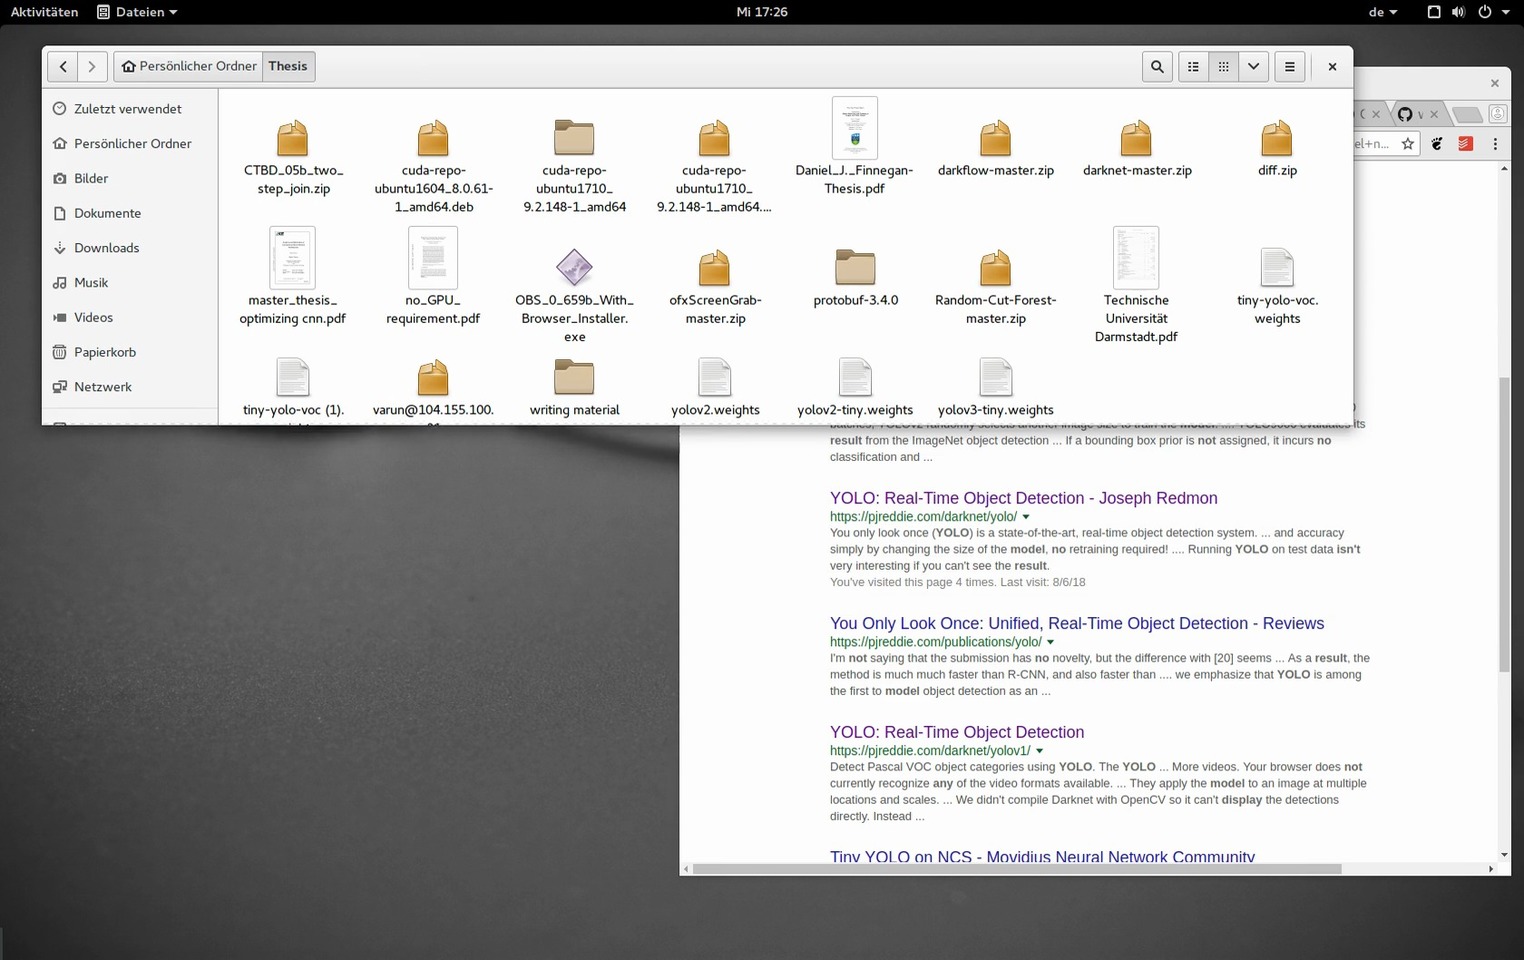 Aktivitäten Dateien Mi 17:26 de
Persönlicher Ordner Thesis
Zuletzt verwendet
Persönlicher Ordner
Bilder
Dokumente
Downloads
Musik
Videos
Papierkorb
Netzwerk
CTBD_05b_two_
step_join.zip
cuda-repo-
ubuntu1604_8.0.61-
1_amd64.deb
cuda-repo-
ubuntu1710_
9.2.148-1_amd64
cuda-repo-
ubuntu1710_
9.2.148-1_amd64....
Daniel_J._Finnegan-
Thesis.pdf
darkflow-master.zip
darknet-master.zip
diff.zip
master_thesis_
optimizing cnn.pdf
no_GPU_
requirement.pdf
OBS_0_659b_With_
Browser_Installer.
exe
ofxScreenGrab-
master.zip
protobuf-3.4.0
Random-Cut-Forest-
master.zip
Technische
Universität
Darmstadt.pdf
tiny-yolo-voc.
weights
tiny-yolo-voc (1).
varun@104.155.100.
writing material
yolov2.weights
yolov2-tiny.weights
yolov3-tiny.weights
el+n...
result from the ImageNet object detection ... If a bounding box prior is not assigned, it incurs no
classification and ...
YOLO: Real-Time Object Detection - Joseph Redmon
https://pjreddie.com/darknet/yolo/
You only look once (YOLO) is a state-of-the-art, real-time object detection system. ... and accuracy
simply by changing the size of the model, no retraining required! .... Running YOLO on test data isn't
very interesting if you can't see the result.
You've visited this page 4 times. Last visit: 8/6/18
You Only Look Once: Unified, Real-Time Object Detection - Reviews
https://pjreddie.com/publications/yolo/
I'm not saying that the submission has no novelty, but the difference with [20] seems ... As a result, the
method is much much faster than R-CNN, and also faster than .... we emphasize that YOLO is among
the first to model object detection as an ...
YOLO: Real-Time Object Detection
https://pjreddie.com/darknet/yolov1/
Detect Pascal VOC object categories using YOLO. The YOLO ... More videos. Your browser does not
currently recognize any of the video formats available. ... They apply the model to an image at multiple
locations and scales. ... We didn't compile Darknet with OpenCV so it can't display the detections
directly. Instead ...
Tiny YOLO on NCS - Movidius Neural Network Community